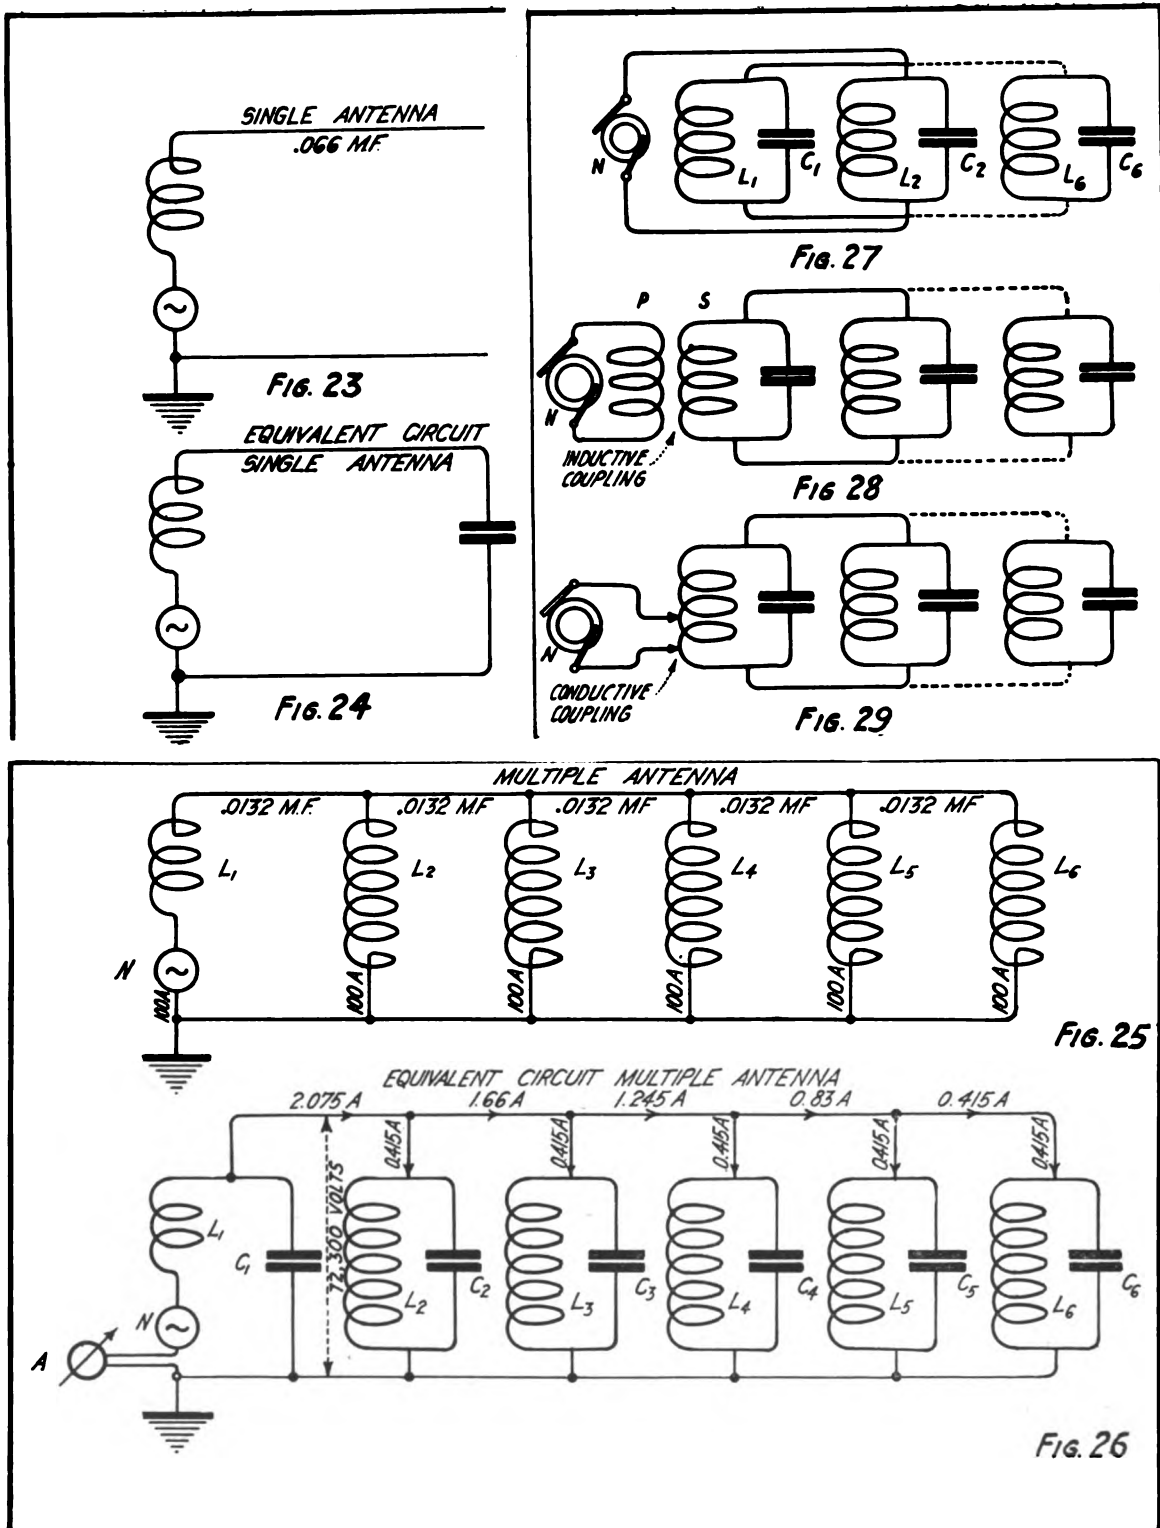 SINGLE ANTENNA
.066 MF.
FIG. 23
EQUIVALENT CIRCUIT
SINGLE ANTENNA
FIG. 24
N
L1
C1
L2
C2
L6
C6
FIG. 27
P
S
N
INDUCTIVE
COUPLING
FIG 28
N
CONDUCTIVE
COUPLING
FIG. 29
MULTIPLE ANTENNA
.0132 M.F. .0132 MF .0132 MF .0132 MF .0132 MF
L1 L2 L3 L4 L5 L6
N
100A 100A 100A 100A 100A 100A
FIG. 25
EQUIVALENT CIRCUIT MULTIPLE ANTENNA
2.075 A 1.66 A 1.245 A 0.83 A 0.415 A
0.415A 0.415A 0.415A 0.415A 0.415A
72,300 VOLTS
L1 C1 L2 C2 L3 C3 L4 C4 L5 C5 L6 C6
N
A
FIG. 26